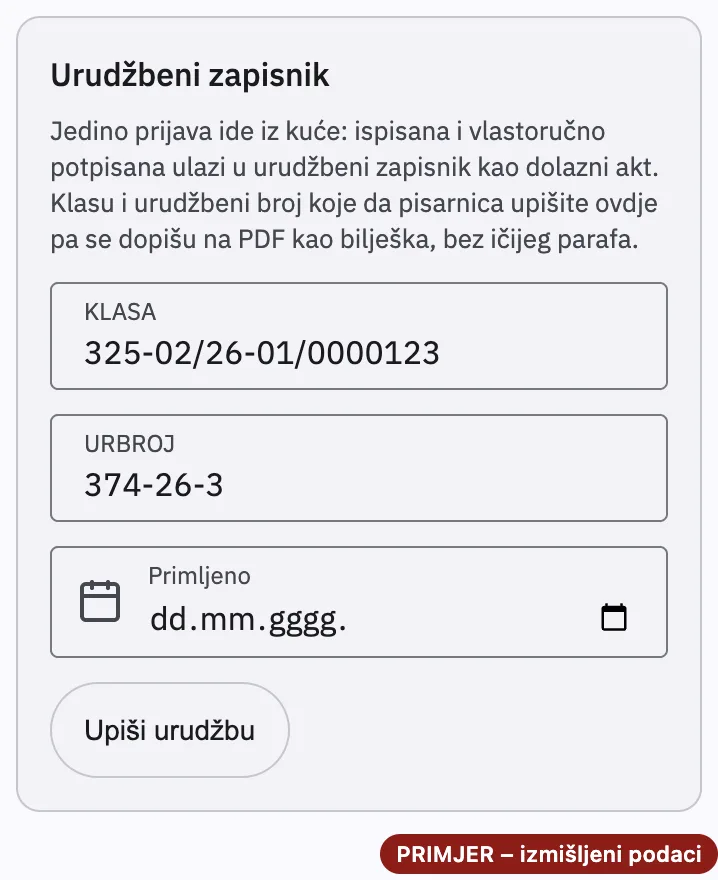 Urudžbeni zapisnik
Jedino prijava ide iz kuće: ispisana i vlastoručno
potpisana ulazi u urudžbeni zapisnik kao dolazni akt.
Klasu i urudžbeni broj koje da pisarnica upišite ovdje
pa se dopišu na PDF kao bilješka, bez ičijeg parafa.
KLASA
325-02/26-01/0000123
URBROJ
374-26-3
Primljeno
dd.mm.gggg.
Upiši urudžbu
PRIMJER – izmišljeni podaci